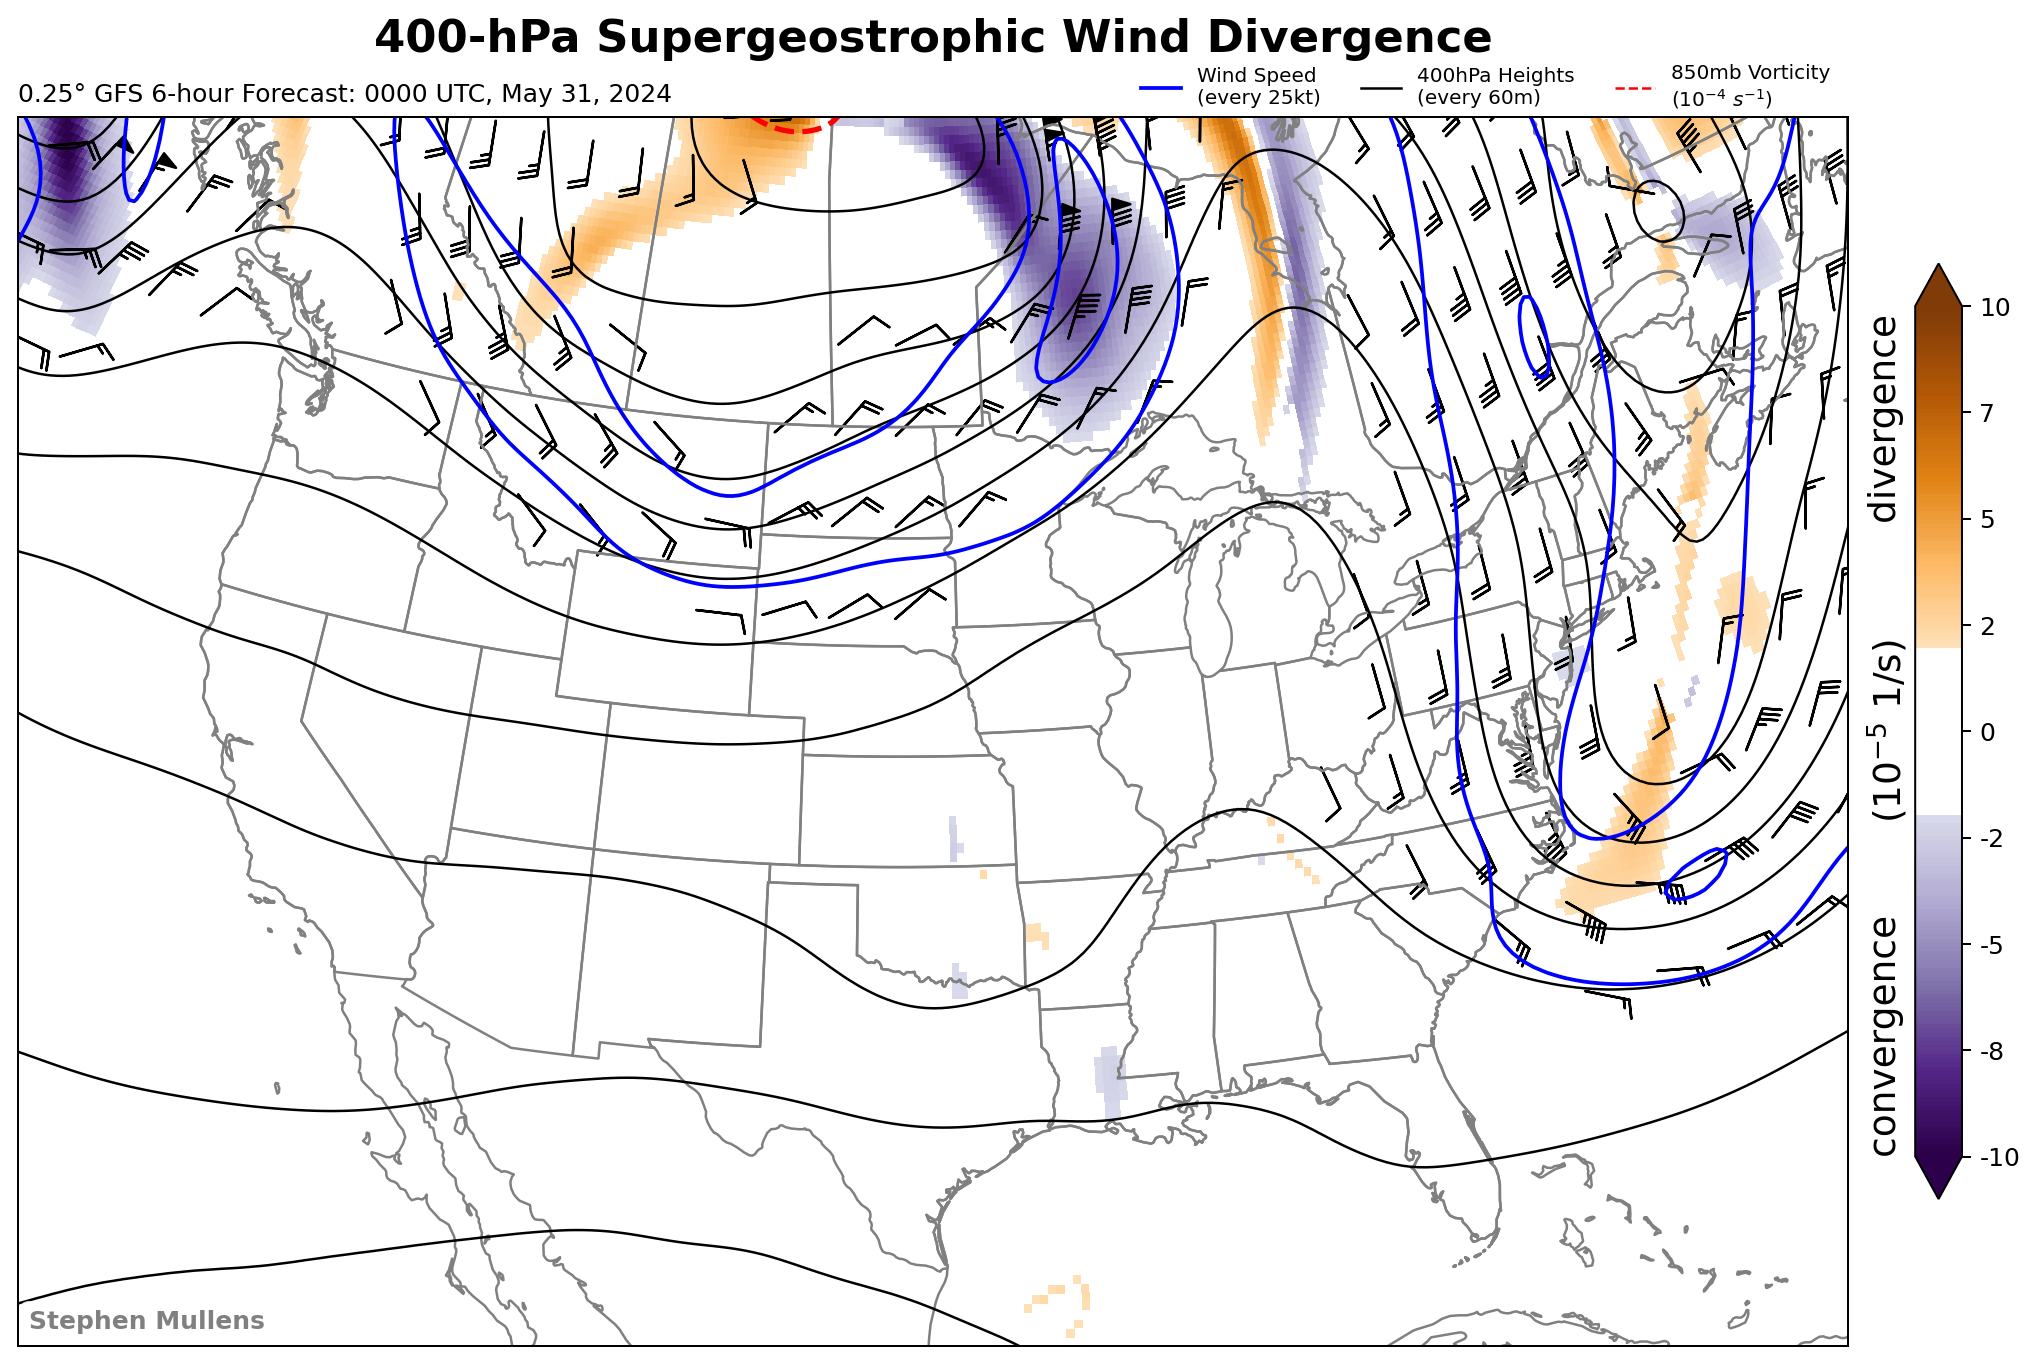 400-hPa Supergeostrophic Wind Divergence
0.25° GFS 6-hour Forecast: 0000 UTC, May 31, 2024
Wind Speed
(every 25kt)
400hPa Heights
(every 60m)
850mb Vorticity
(10⁻⁴ s⁻¹)
10
7
5
2
0
-2
-5
-8
-10
convergence (10⁻⁵ 1/s) divergence
Stephen Mullens